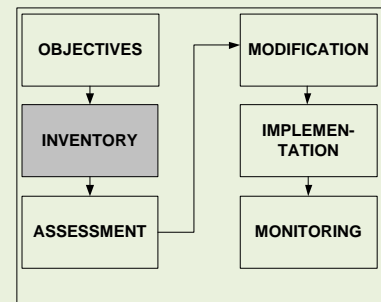 OBJECTIVES
INVENTORY
ASSESSMENT
MODIFICATION
IMPLEMEN-
TATION
MONITORING